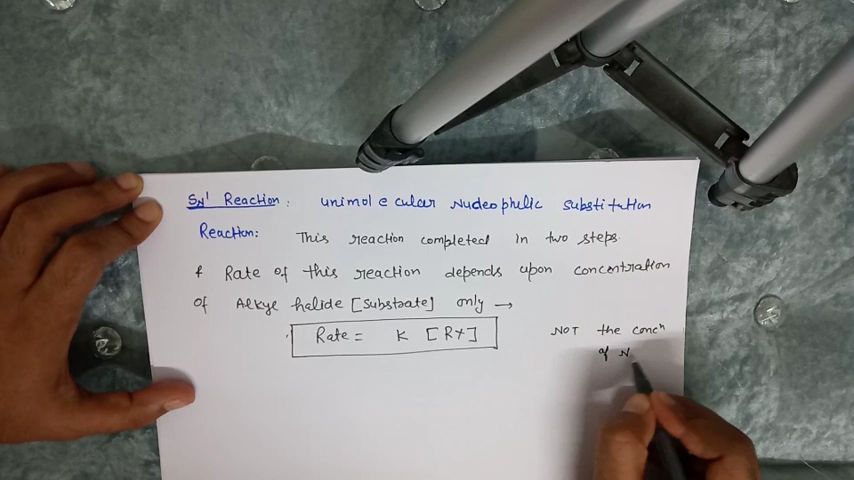 SN1 Reaction: unimolecular Nucleophilic substitution
Reaction: This reaction completed in two steps.
& Rate of this reaction depends upon concentration
of Alkyl halide [Substrate] only →
Rate = K [RX]
NOT the concn
of N